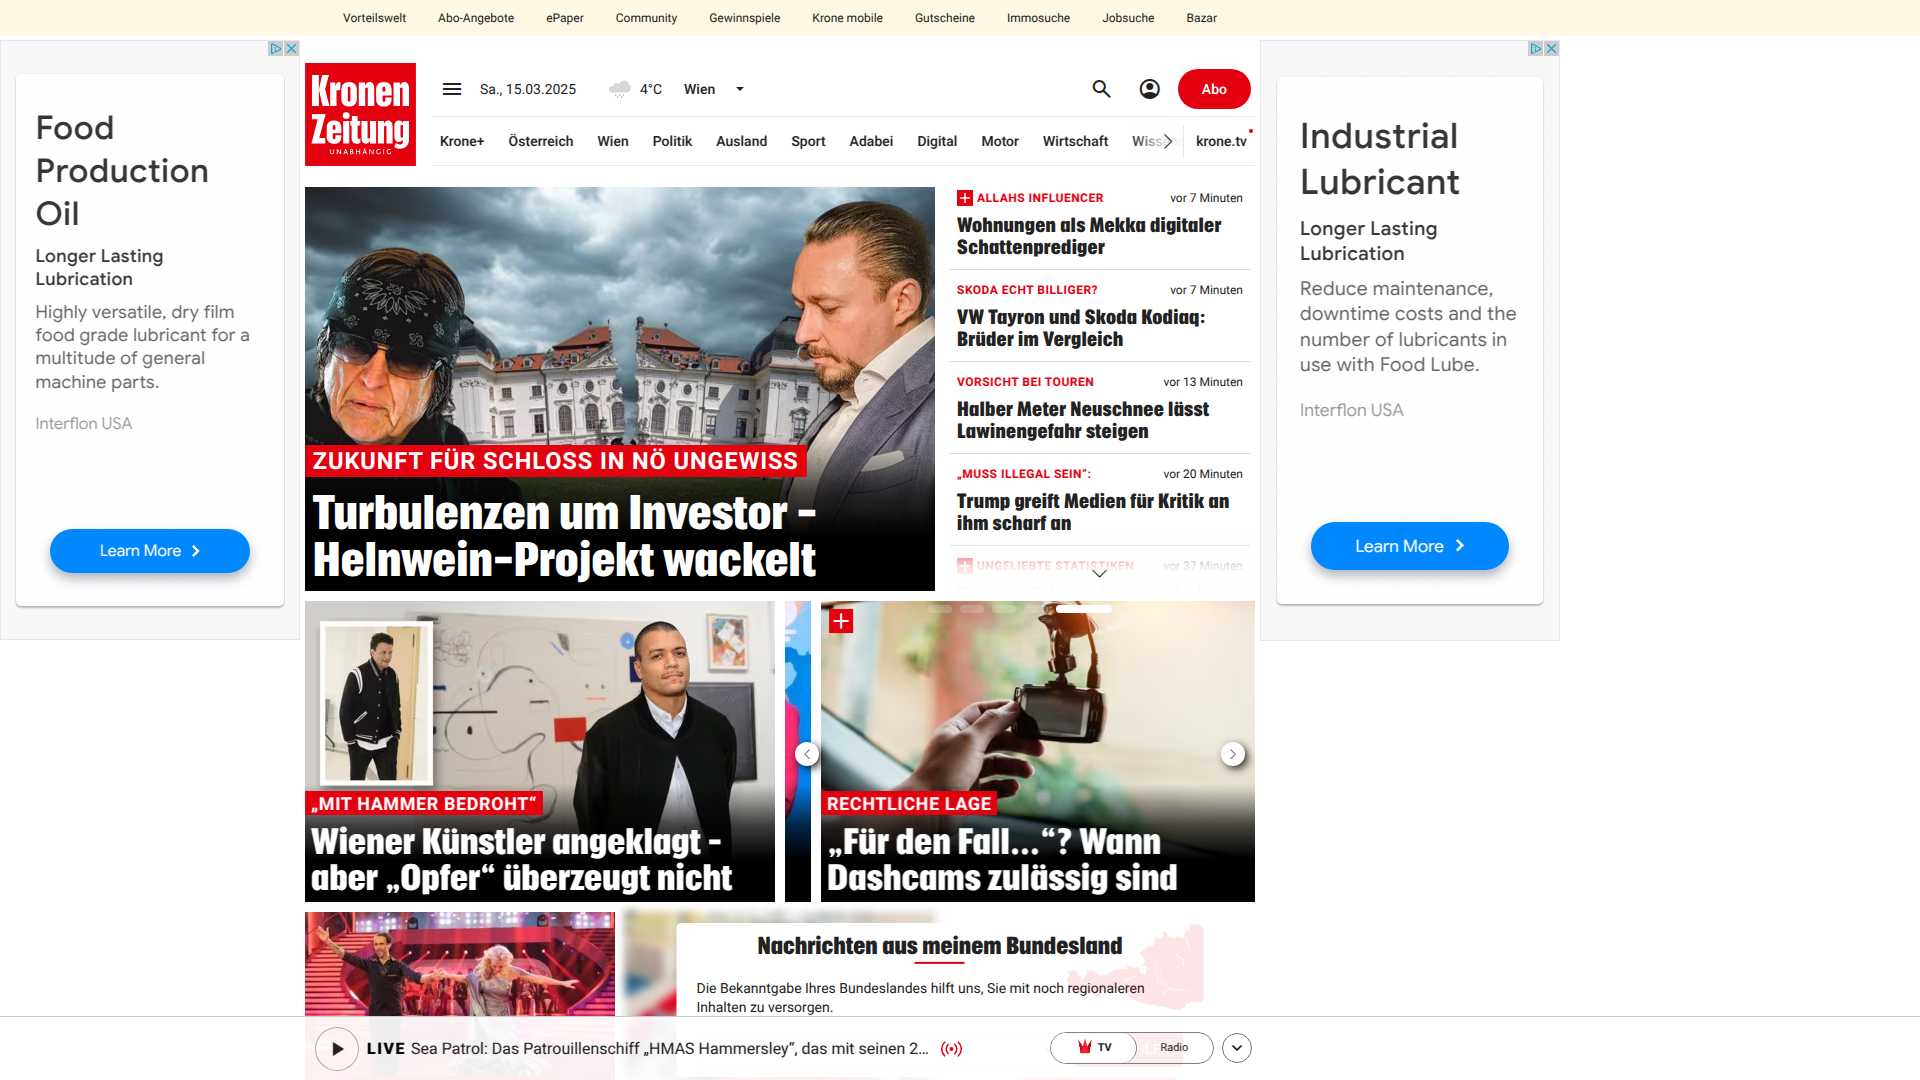 Vorteilswelt Abo-Angebote ePaper Community Gewinnspiele Krone mobile Gutscheine Immosuche Jobsuche Bazar
Food
Production
Oil
Longer Lasting
Lubrication
Highly versatile, dry film
food grade lubricant for a
multitude of general
machine parts.
Interflon USA
Learn More
Kronen
Zeitung
UNABHÄNGIG
Sa., 15.03.2025 4°C Wien
Abo
Krone+ Österreich Wien Politik Ausland Sport Adabei Digital Motor Wirtschaft krone.tv
ZUKUNFT FÜR SCHLOSS IN NÖ UNGEWISS
Turbulenzen um Investor –
Helnwein-Projekt wackelt
ALLAHS INFLUENCER vor 7 Minuten
Wohnungen als Mekka digitaler
Schattenprediger
SKODA ECHT BILLIGER? vor 7 Minuten
VW Tayron und Skoda Kodiaq:
Brüder im Vergleich
VORSICHT BEI TOUREN vor 13 Minuten
Halber Meter Neuschnee lässt
Lawinengefahr steigen
„MUSS ILLEGAL SEIN“: vor 20 Minuten
Trump greift Medien für Kritik an
ihm scharf an
UNGELIEBTE STATISTIKEN vor 37 Minuten
„MIT HAMMER BEDROHT“
Wiener Künstler angeklagt –
aber „Opfer“ überzeugt nicht
RECHTLICHE LAGE
„Für den Fall...“? Wann
Dashcams zulässig sind
Nachrichten aus meinem Bundesland
Die Bekanntgabe Ihres Bundeslandes hilft uns, Sie mit noch regionaleren
Inhalten zu versorgen.
LIVE Sea Patrol: Das Patrouillenschiff „HMAS Hammersley“, das mit seinen 2...
TV Radio
Industrial
Lubricant
Longer Lasting
Lubrication
Reduce maintenance,
downtime costs and the
number of lubricants in
use with Food Lube.
Interflon USA
Learn More